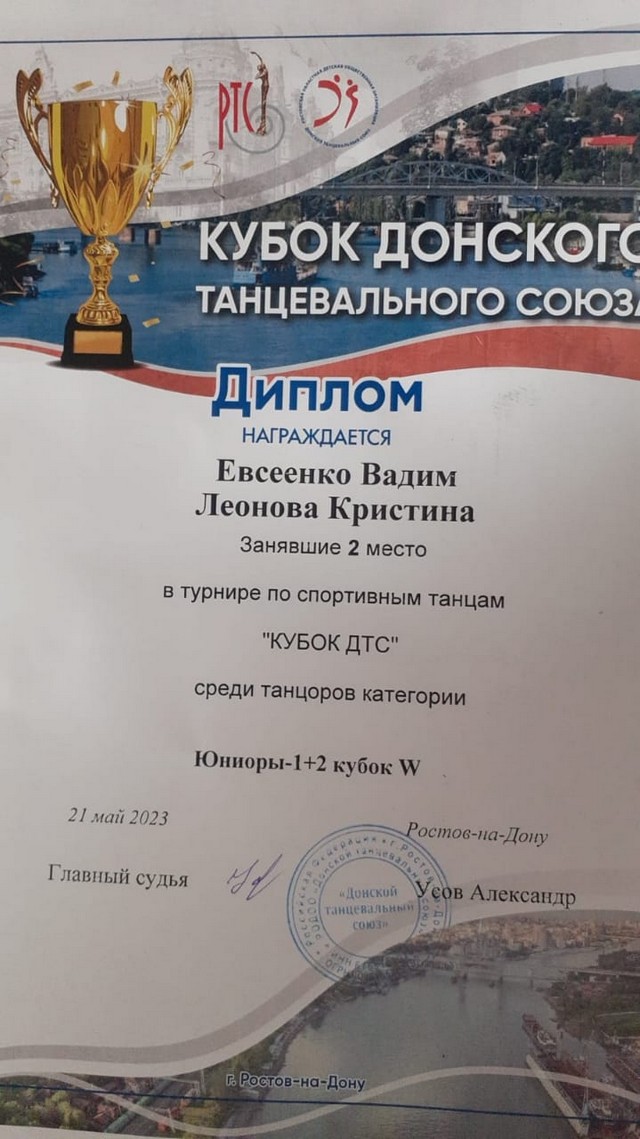 РТС
КУБОК ДОНСКОГО
ТАНЦЕВАЛЬНОГО СОЮЗА
Диплом
НАГРАЖДАЕТСЯ
Евсеенко Вадим
Леонова Кристина
Занявшие 2 место
в турнире по спортивным танцам
"КУБОК ДТС"
среди танцоров категории
Юниоры-1+2 кубок W
21 май 2023
Ростов-на-Дону
Главный судья
Усов Александр
«Донской
танцевальный
союз»
г. Ростов-на-Дону